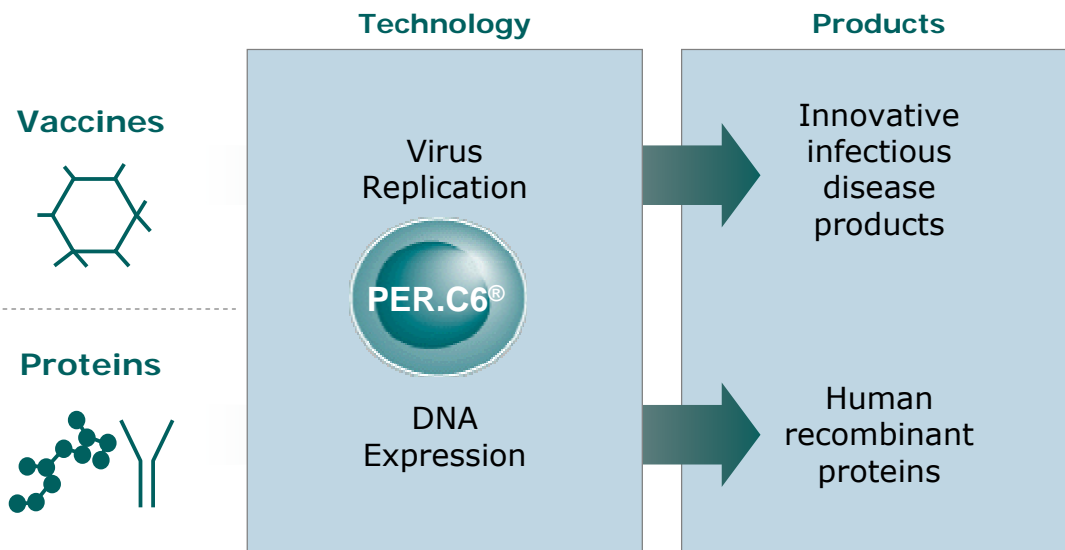 Technology
Products
Vaccines
Virus
Replication
Innovative
infectious
disease
products
PER.C6®
Proteins
DNA
Expression
Human
recombinant
proteins